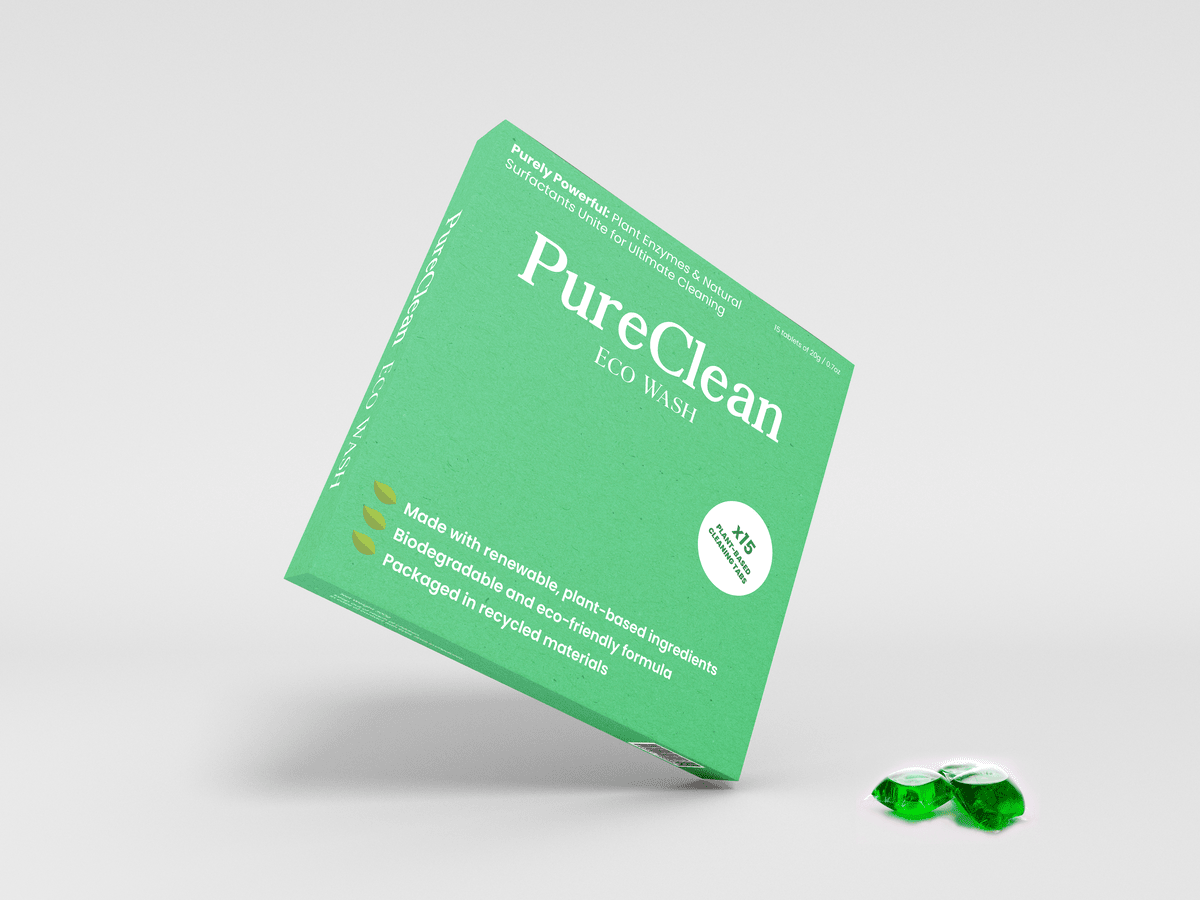 Purely Powerful: Plant Enzymes & Natural
Surfactants Unite for Ultimate Cleaning
15 tablets of 20g / 0.7oz
PureClean
ECO WASH
PureClean ECO WASH
x15
PLANT-BASED
CLEANING TABS
Made with renewable, plant-based ingredients
Biodegradable and eco-friendly formula
Packaged in recycled materials